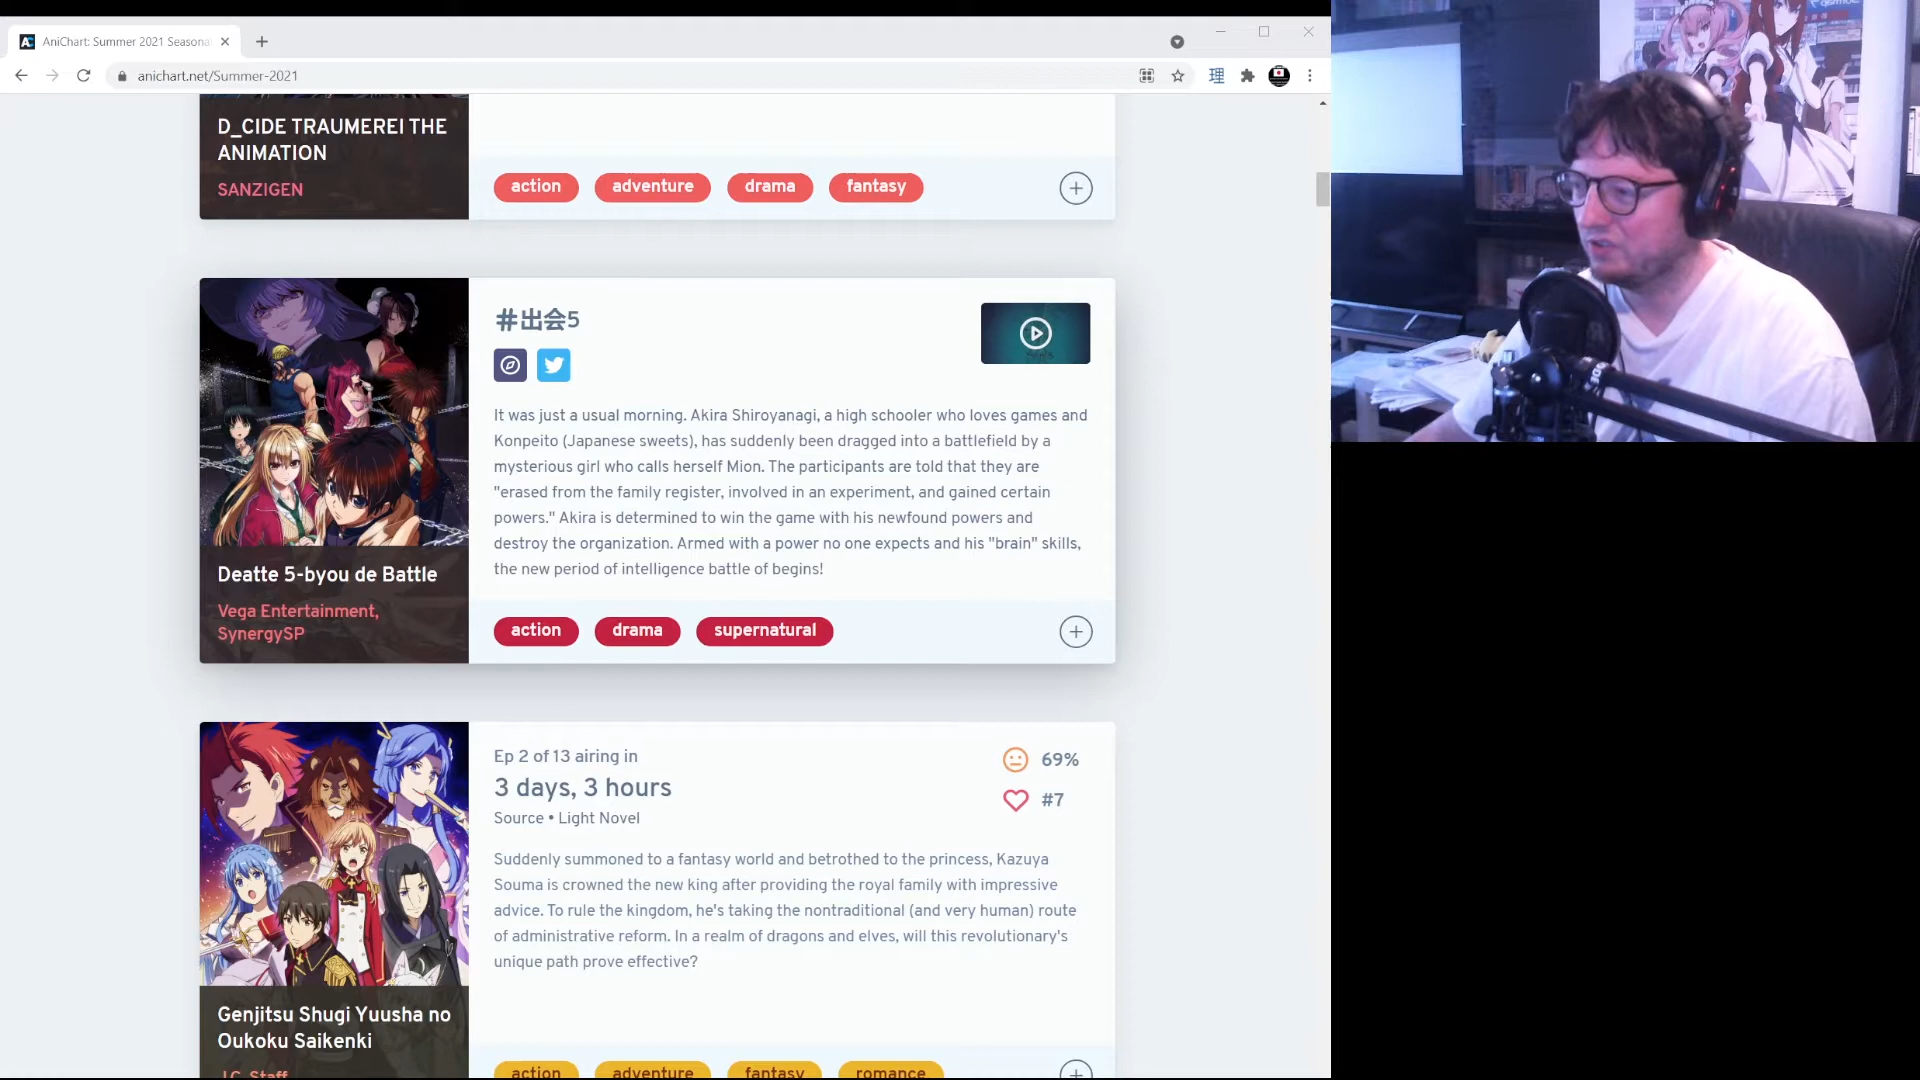 AniChart: Summer 2021 Seasona
anichart.net/Summer-2021
理
D_CIDE TRAUMEREI THE
ANIMATION
SANZIGEN
action adventure drama fantasy
#出会5
It was just a usual morning. Akira Shiroyanagi, a high schooler who loves games and
Konpeito (Japanese sweets), has suddenly been dragged into a battlefield by a
mysterious girl who calls herself Mion. The participants are told that they are
"erased from the family register, involved in an experiment, and gained certain
powers." Akira is determined to win the game with his newfound powers and
destroy the organization. Armed with a power no one expects and his "brain" skills,
the new period of intelligence battle of begins!
Deatte 5-byou de Battle
Vega Entertainment,
SynergySP
action drama supernatural
Ep 2 of 13 airing in
3 days, 3 hours
Source • Light Novel
69%
#7
Suddenly summoned to a fantasy world and betrothed to the princess, Kazuya
Souma is crowned the new king after providing the royal family with impressive
advice. To rule the kingdom, he's taking the nontraditional (and very human) route
of administrative reform. In a realm of dragons and elves, will this revolutionary's
unique path prove effective?
Genjitsu Shugi Yuusha no
Oukoku Saikenki
J.C. Staff
action adventure fantasy romance